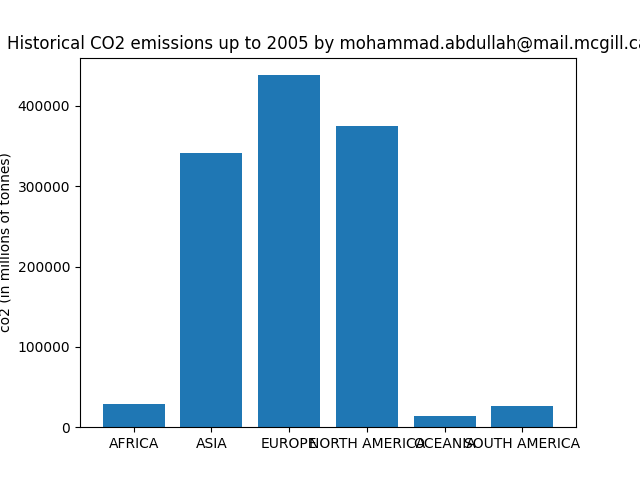 Historical CO2 emissions up to 2005 by mohammad.abdullah@mail.mcgill.ca
co2 (in millions of tonnes)
400000
300000
200000
100000
0
AFRICA ASIA EUROPE NORTH AMERICA OCEANIA SOUTH AMERICA